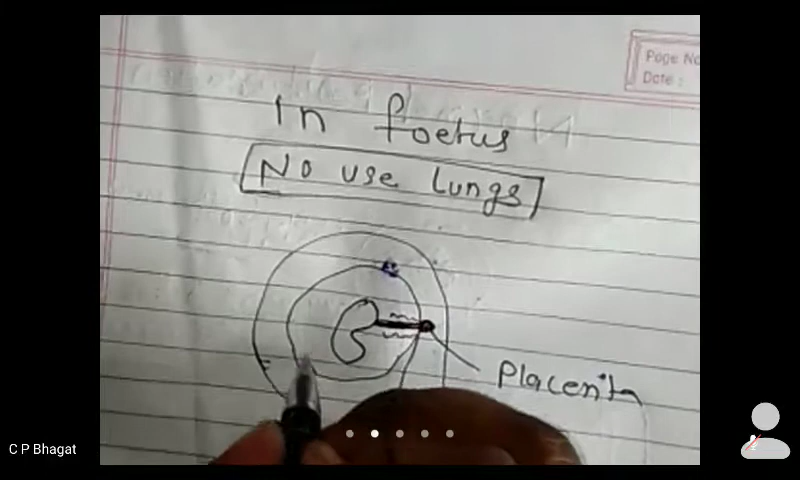 Page No
Date :
In foetus
No use Lungs
Placenta
C P Bhagat